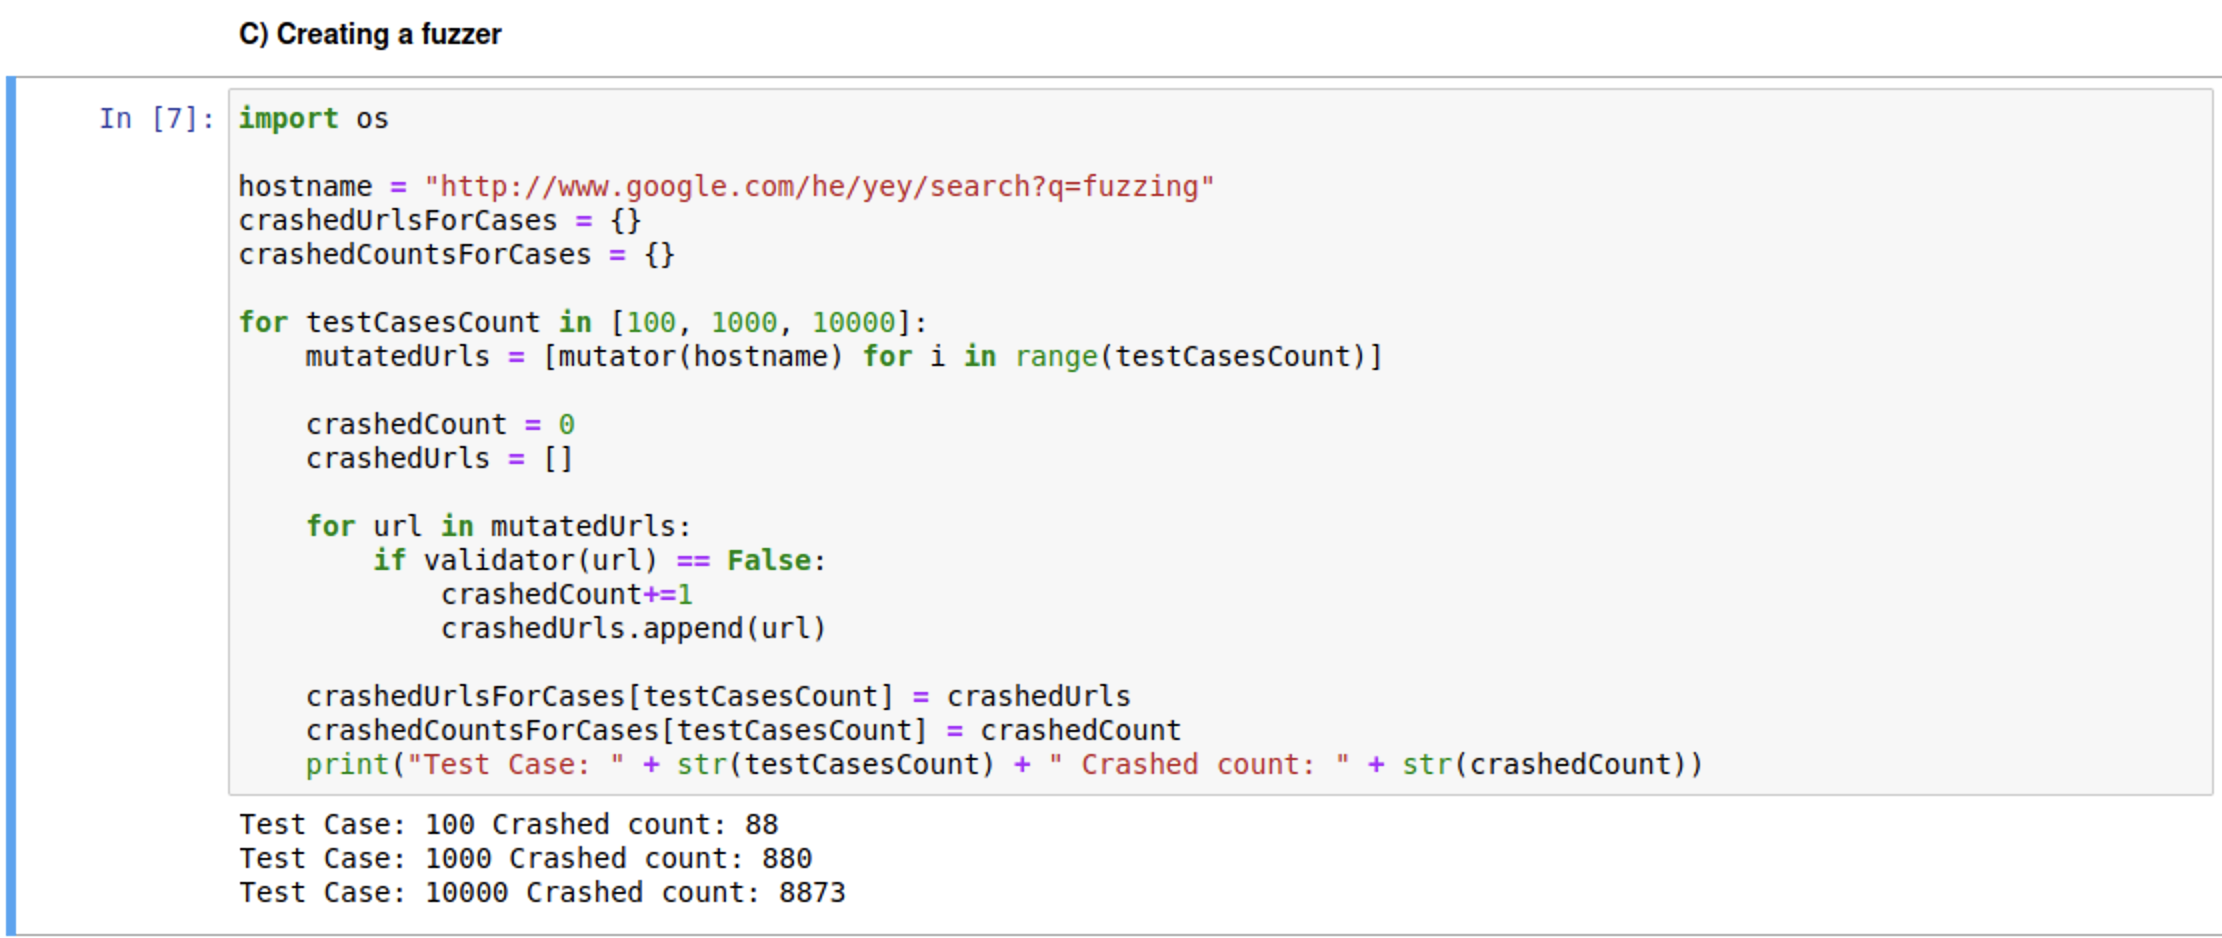 C) Creating a fuzzer
In [7]:
import os
hostname = "http://www.google.com/he/yey/search?q=fuzzing"
crashedUrlsForCases = {}
crashedCountsForCases = {}
for testCasesCount in [100, 1000, 10000]:
    mutatedUrls = [mutator(hostname) for i in range(testCasesCount)]
    crashedCount = 0
    crashedUrls = []
    for url in mutatedUrls:
        if validator(url) == False:
            crashedCount+=1
            crashedUrls.append(url)
    crashedUrlsForCases[testCasesCount] = crashedUrls
    crashedCountsForCases[testCasesCount] = crashedCount
    print("Test Case: " + str(testCasesCount) + " Crashed count: " + str(crashedCount))
Test Case: 100 Crashed count: 88
Test Case: 1000 Crashed count: 880
Test Case: 10000 Crashed count: 8873